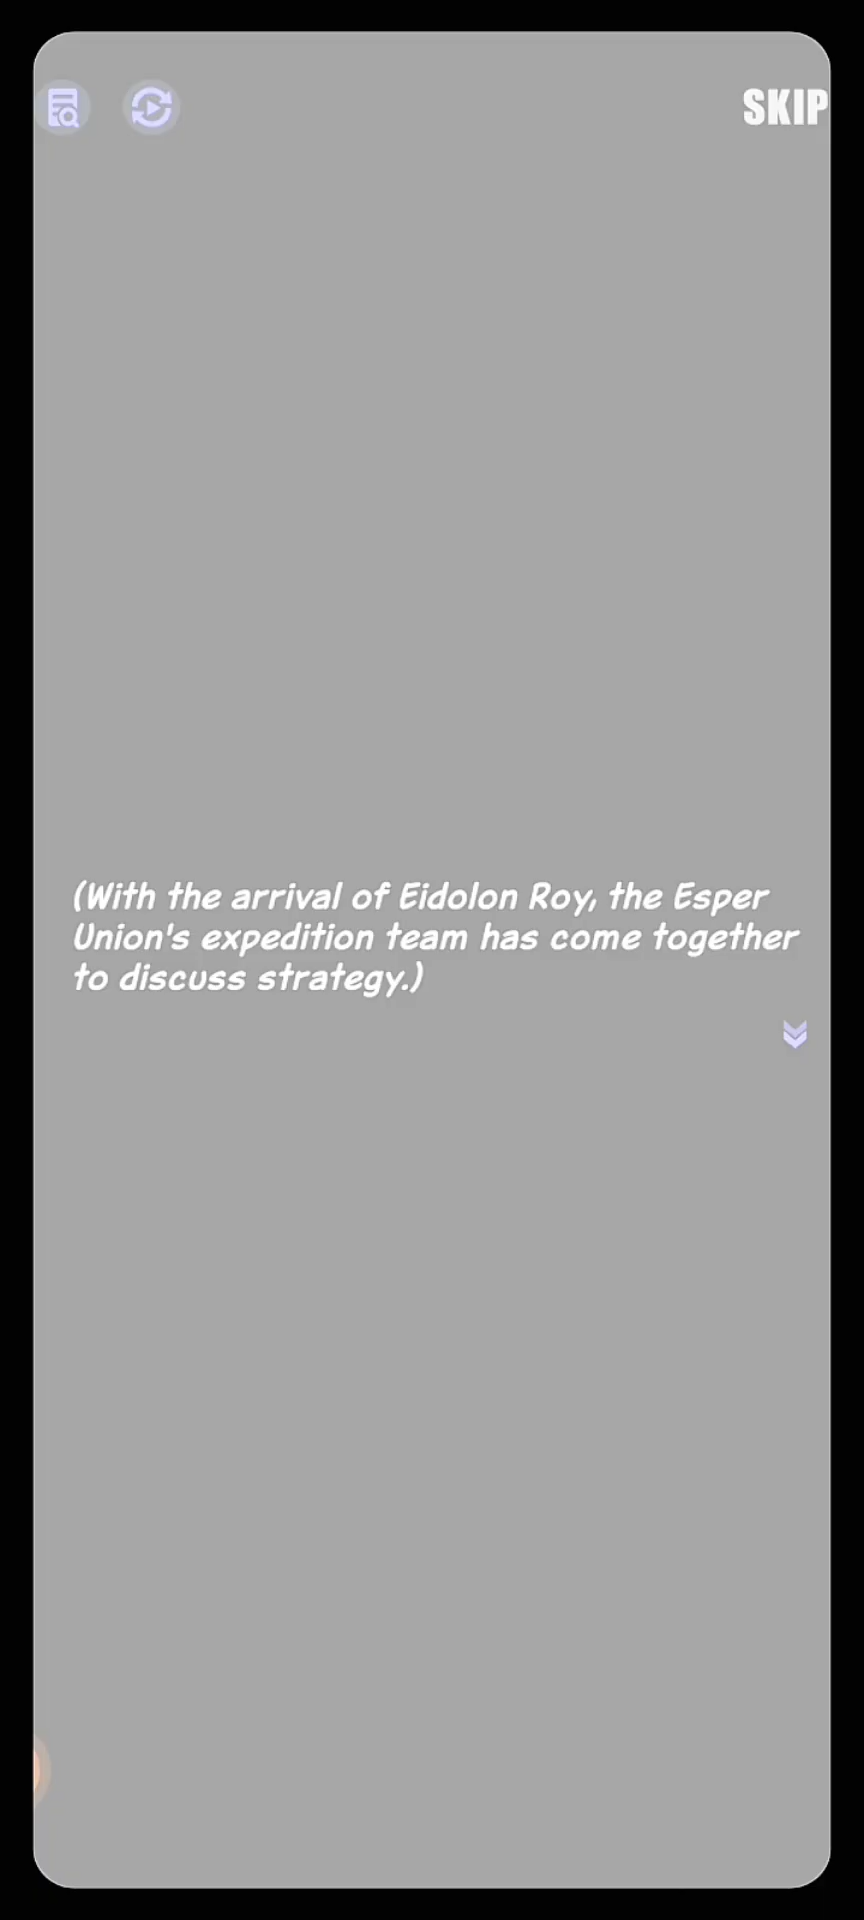 SKIP
(With the arrival of Eidolon Roy, the Esper
Union's expedition team has come together
to discuss strategy.)